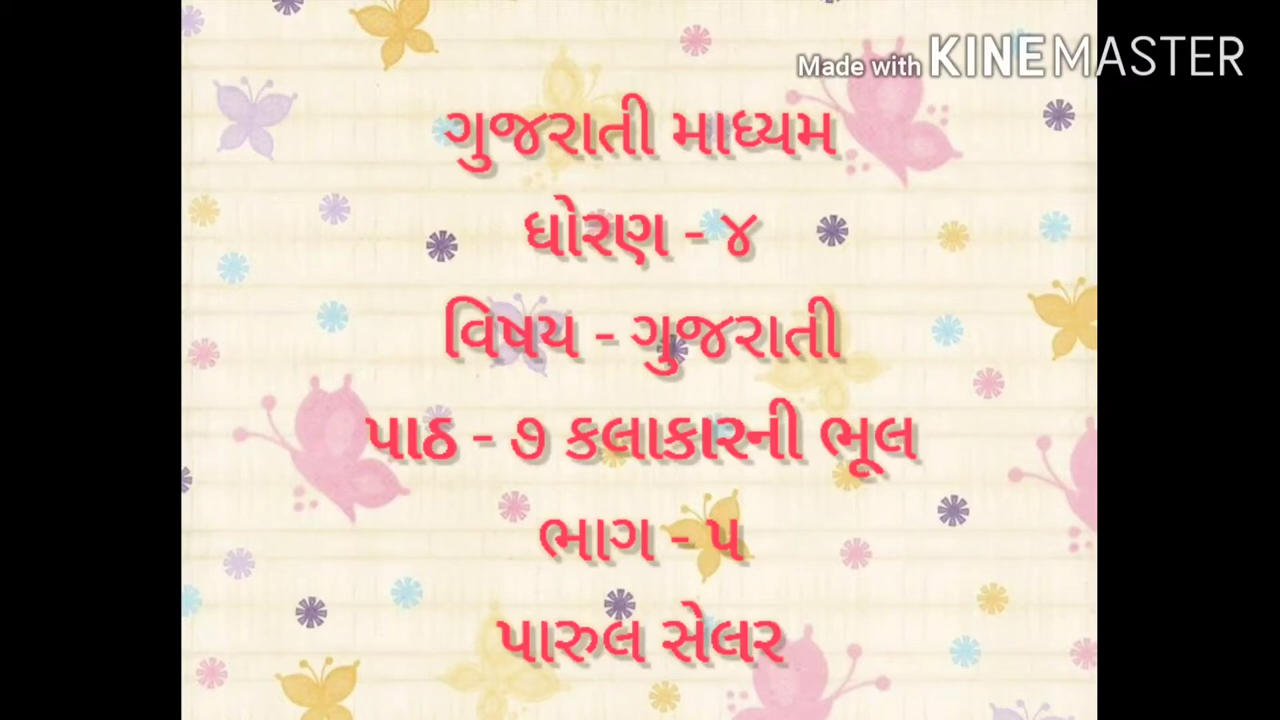 Made with KINEMASTER
ગુજરાતી માધ્યમ
ધોરણ - ૪
વિષય - ગુજરાતી
પાઠ - ૭ કલાકારની ભૂલ
ભાગ - ૫
પારુલ સેલર